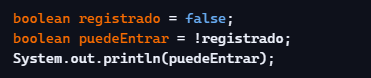 boolean registrado = false;
boolean puedeEntrar = !registrado;
System.out.println(puedeEntrar);